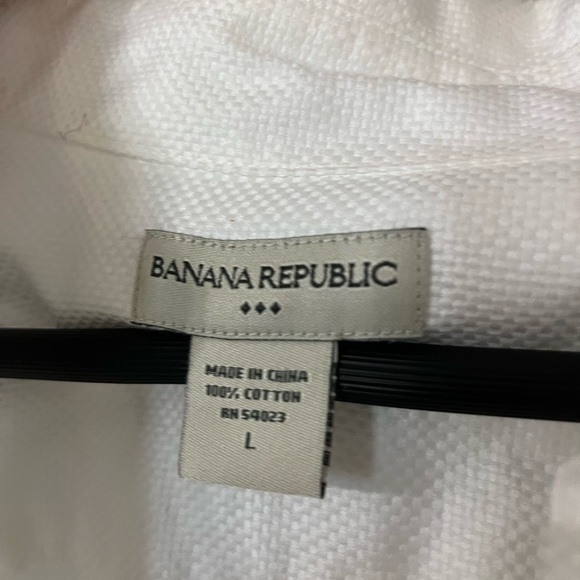 BANANA REPUBLIC
MADE IN CHINA
100% COTTON
RN 54023
L